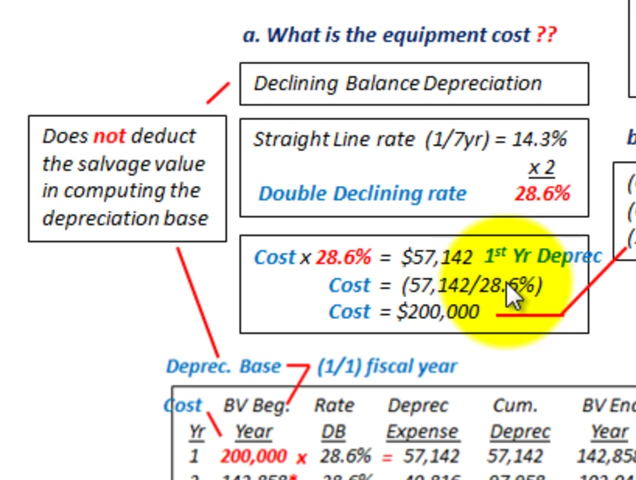 a. What is the equipment cost ??
Declining Balance Depreciation
Does not deduct
the salvage value
in computing the
depreciation base
Straight Line rate (1/7yr) = 14.3%
x 2
Double Declining rate 28.6%
Cost x 28.6% = $57,142 1st Yr Deprec
Cost = (57,142/28.6%)
Cost = $200,000
b
Deprec. Base (1/1) fiscal year
Cost BV Beg. Rate Deprec Cum. BV End
Yr Year DB Expense Deprec Year
1 200,000 x 28.6% = 57,142 57,142 142,858